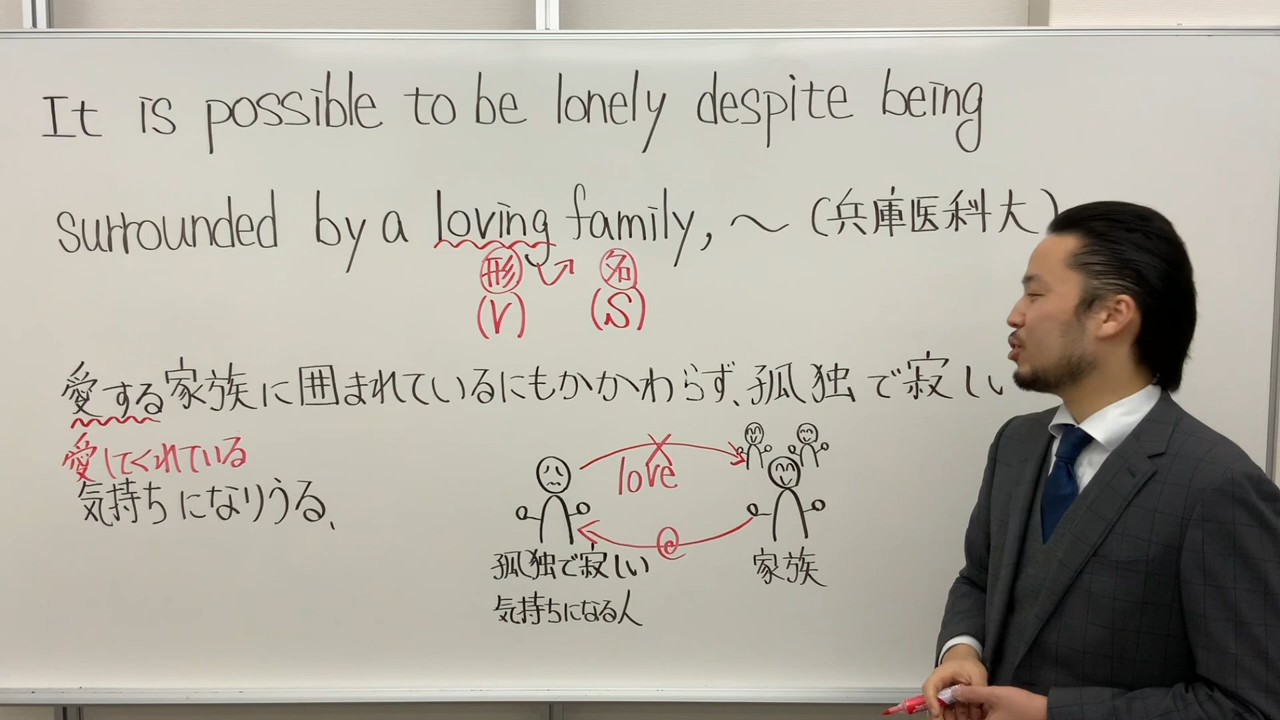 It is possible to be lonely despite being
surrounded by a loving family, ～ (兵庫医科大)
形 名
(V) (S)
愛する家族に囲まれているにもかかわらず、孤独で寂しい
愛してくれている
気持ちになりうる、
love
孤独で寂しい
気持ちになる人
家族